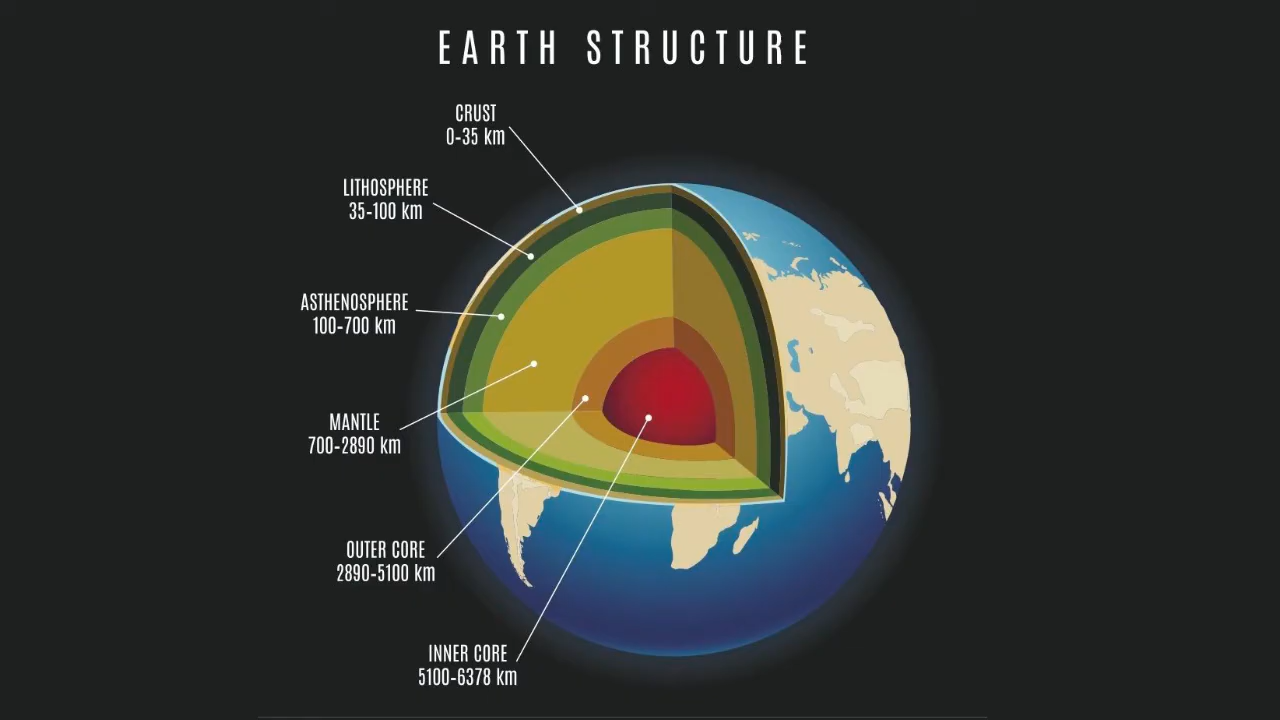 EARTH STRUCTURE
CRUST
0-35 km
LITHOSPHERE
35-100 km
ASTHENOSPHERE
100-700 km
MANTLE
700-2890 km
OUTER CORE
2890-5100 km
INNER CORE
5100-6378 km